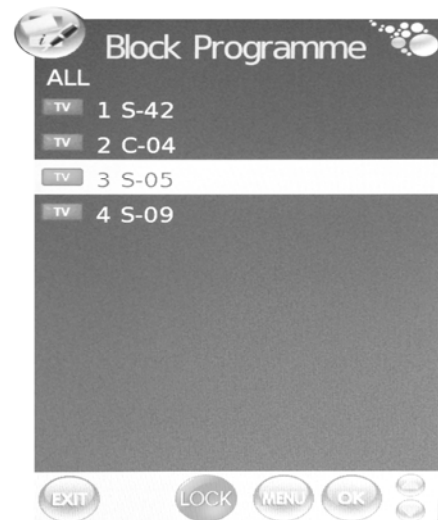 Block Programme
ALL
TV 1 S-42
TV 2 C-04
TV 3 S-05
TV 4 S-09
EXIT LOCK MENU OK